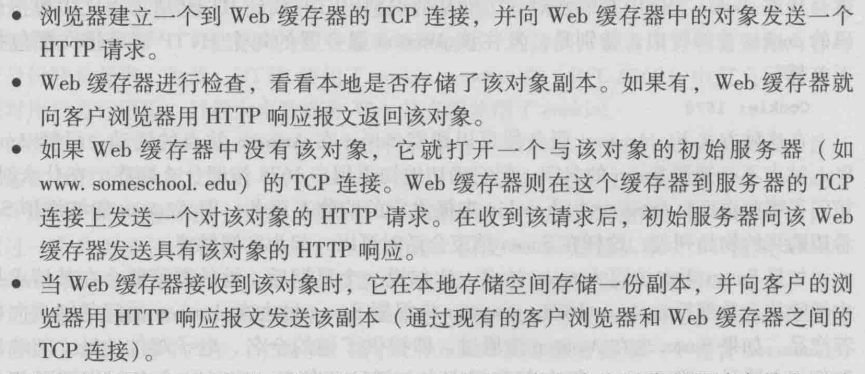 • 浏览器建立一个到 Web 缓存器的 TCP 连接，并向 Web 缓存器中的对象发送一个
HTTP 请求。
• Web 缓存器进行检查，看看本地是否存储了该对象副本。如果有，Web 缓存器就
向客户浏览器用 HTTP 响应报文返回该对象。
• 如果 Web 缓存器中没有该对象，它就打开一个与该对象的初始服务器（如
www. someschool. edu）的 TCP 连接。Web 缓存器则在这个缓存器到服务器的 TCP
连接上发送一个对该对象的 HTTP 请求。在收到该请求后，初始服务器向该 Web
缓存器发送具有该对象的 HTTP 响应。
• 当 Web 缓存器接收到该对象时，它在本地存储空间存储一份副本，并向客户的浏
览器用 HTTP 响应报文发送该副本（通过现有的客户浏览器和 Web 缓存器之间的
TCP 连接）。